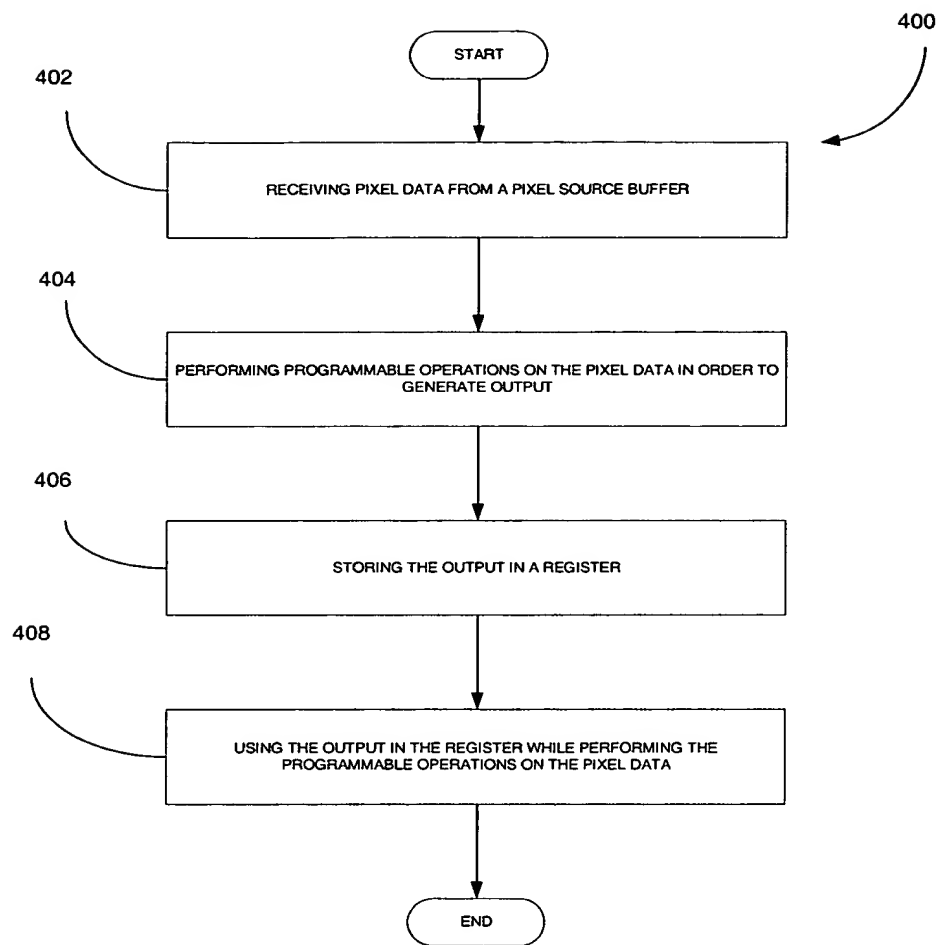 400
START
402
RECEIVING PIXEL DATA FROM A PIXEL SOURCE BUFFER
404
PERFORMING PROGRAMMABLE OPERATIONS ON THE PIXEL DATA IN ORDER TO
GENERATE OUTPUT
406
STORING THE OUTPUT IN A REGISTER
408
USING THE OUTPUT IN THE REGISTER WHILE PERFORMING THE
PROGRAMMABLE OPERATIONS ON THE PIXEL DATA
END